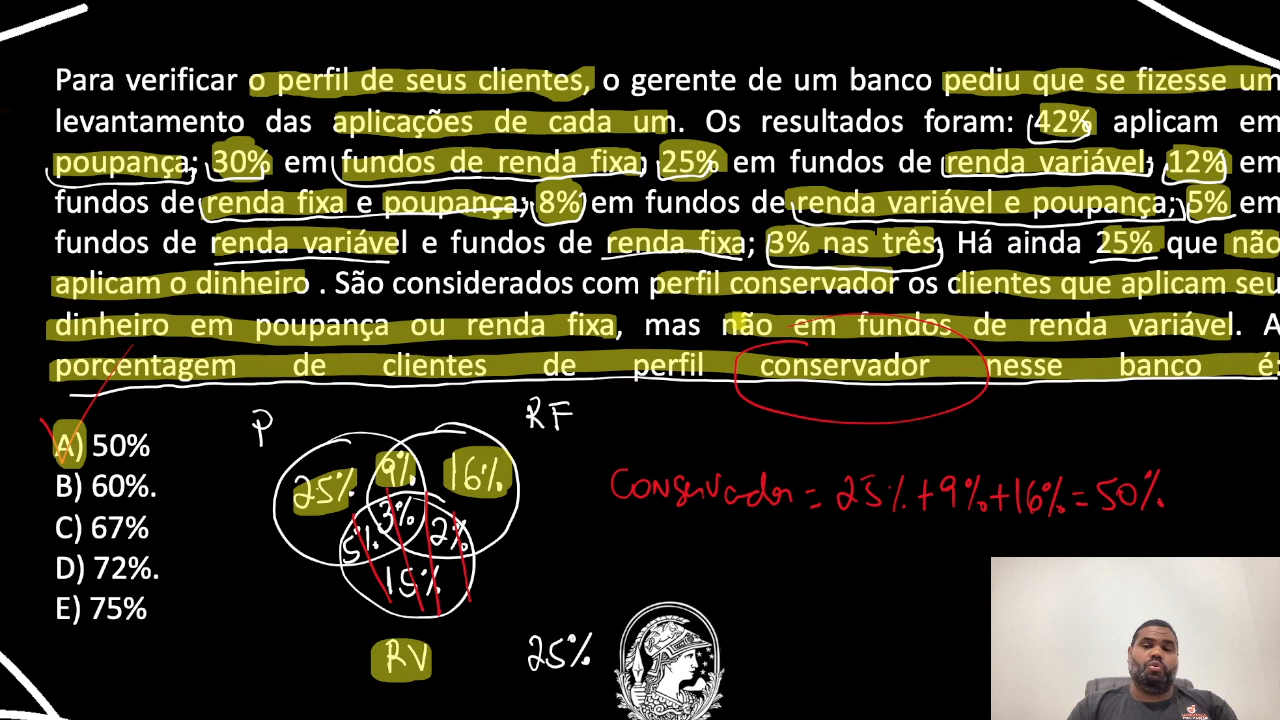 Para verificar o perfil de seus clientes, o gerente de um banco pediu que se fizesse um
levantamento das aplicações de cada um. Os resultados foram: 42% aplicam em
poupança; 30% em fundos de renda fixa; 25% em fundos de renda variável; 12% em
fundos de renda fixa e poupança; 8% em fundos de renda variável e poupança; 5% em
fundos de renda variável e fundos de renda fixa; 3% nas três. Há ainda 25% que não
aplicam o dinheiro . São considerados com perfil conservador os clientes que aplicam seu
dinheiro em poupança ou renda fixa, mas não em fundos de renda variável. A
porcentagem de clientes de perfil conservador nesse banco é:
P
RF
A) 50%
B) 60%.
C) 67%
D) 72%.
E) 75%
25% 9% 16%
3%
5% 2%
15%
RV
25%
Conservador = 25%+9%+16%=50%